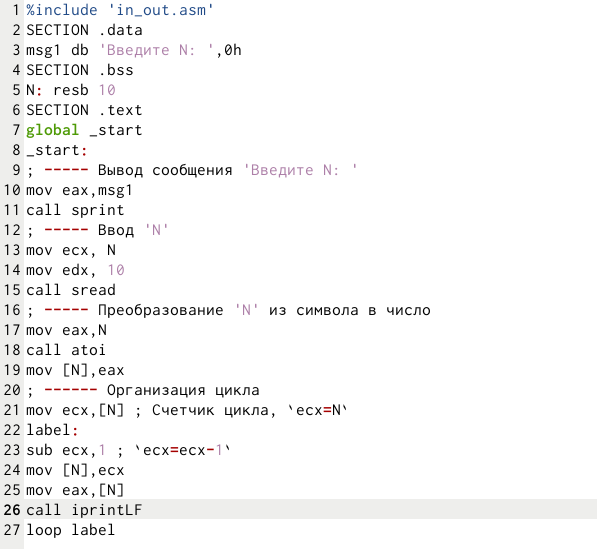 1 %include 'in_out.asm'
2 SECTION .data
3 msg1 db 'Введите N: ',0h
4 SECTION .bss
5 N: resb 10
6 SECTION .text
7 global _start
8 _start:
9 ; ----- Вывод сообщения 'Введите N: '
10 mov eax,msg1
11 call sprint
12 ; ----- Ввод 'N'
13 mov ecx, N
14 mov edx, 10
15 call sread
16 ; ----- Преобразование 'N' из символа в число
17 mov eax,N
18 call atoi
19 mov [N],eax
20 ; ------ Организация цикла
21 mov ecx,[N] ; Счетчик цикла, `ecx=N`
22 label:
23 sub ecx,1 ; `ecx=ecx-1`
24 mov [N],ecx
25 mov eax,[N]
26 call iprintLF
27 loop label